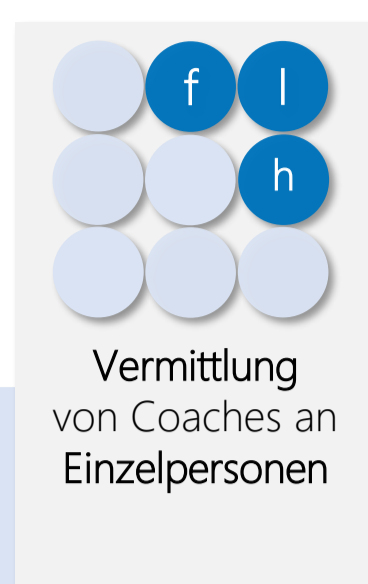 f l
h
Vermittlung
von Coaches an
Einzelpersonen